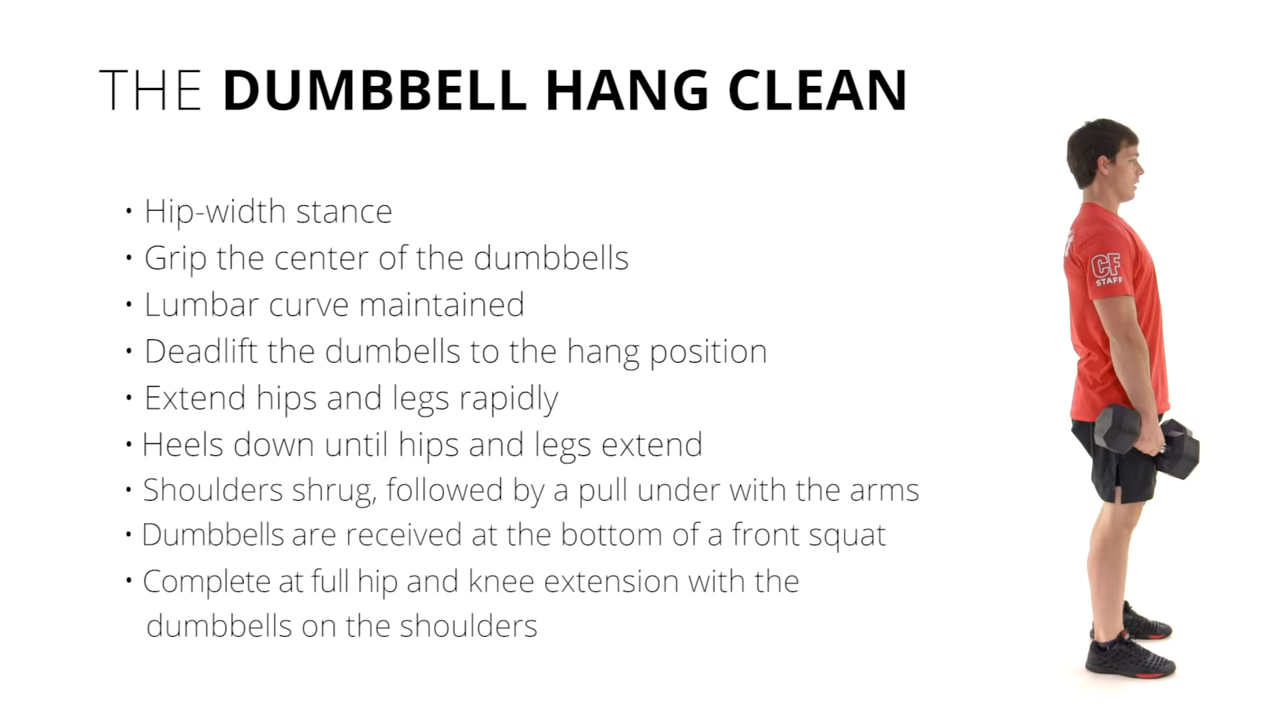 THE DUMBBELL HANG CLEAN
• Hip-width stance
• Grip the center of the dumbbells
• Lumbar curve maintained
• Deadlift the dumbells to the hang position
• Extend hips and legs rapidly
• Heels down until hips and legs extend
• Shoulders shrug, followed by a pull under with the arms
• Dumbbells are received at the bottom of a front squat
• Complete at full hip and knee extension with the
dumbbells on the shoulders
CF
STAFF